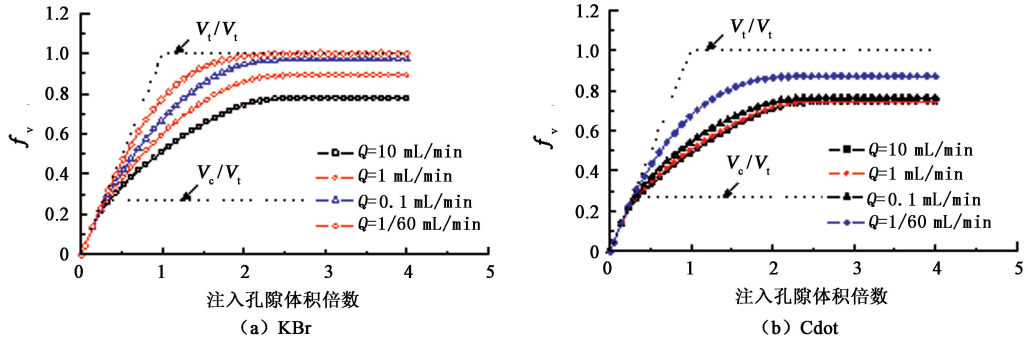 1.2
1.0
0.8
0.6
0.4
0.2
0
f_v
V_t/V_t
V_c/V_t
Q=10 mL/min
Q=1 mL/min
Q=0.1 mL/min
Q=1/60 mL/min
0 1 2 3 4 5
注入孔隙体积倍数
(a) KBr
1.2
1.0
0.8
0.6
0.4
0.2
0
f_v
V_t/V_t
V_c/V_t
Q=10 mL/min
Q=1 mL/min
Q=0.1 mL/min
Q=1/60 mL/min
0 1 2 3 4 5
注入孔隙体积倍数
(b) Cdot